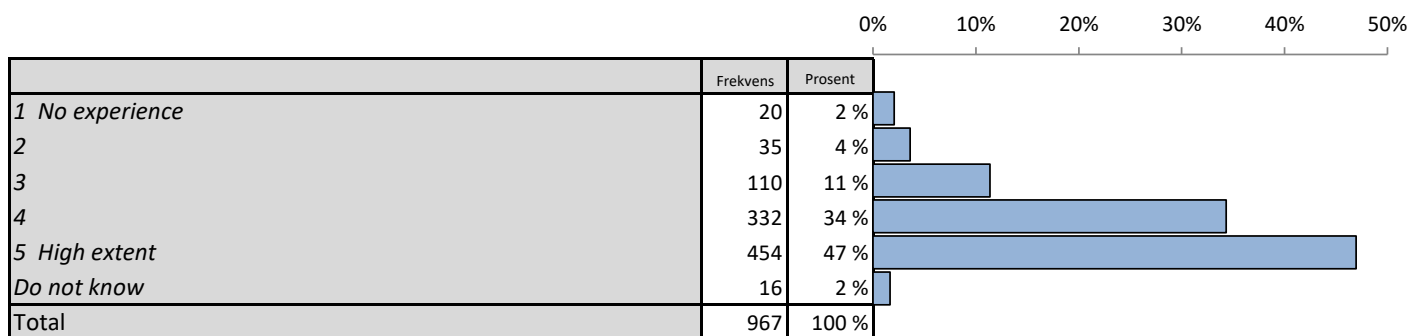 0% 10% 20% 30% 40% 50%
Frekvens Prosent
1 No experience 20 2 %
2 35 4 %
3 110 11 %
4 332 34 %
5 High extent 454 47 %
Do not know 16 2 %
Total 967 100 %